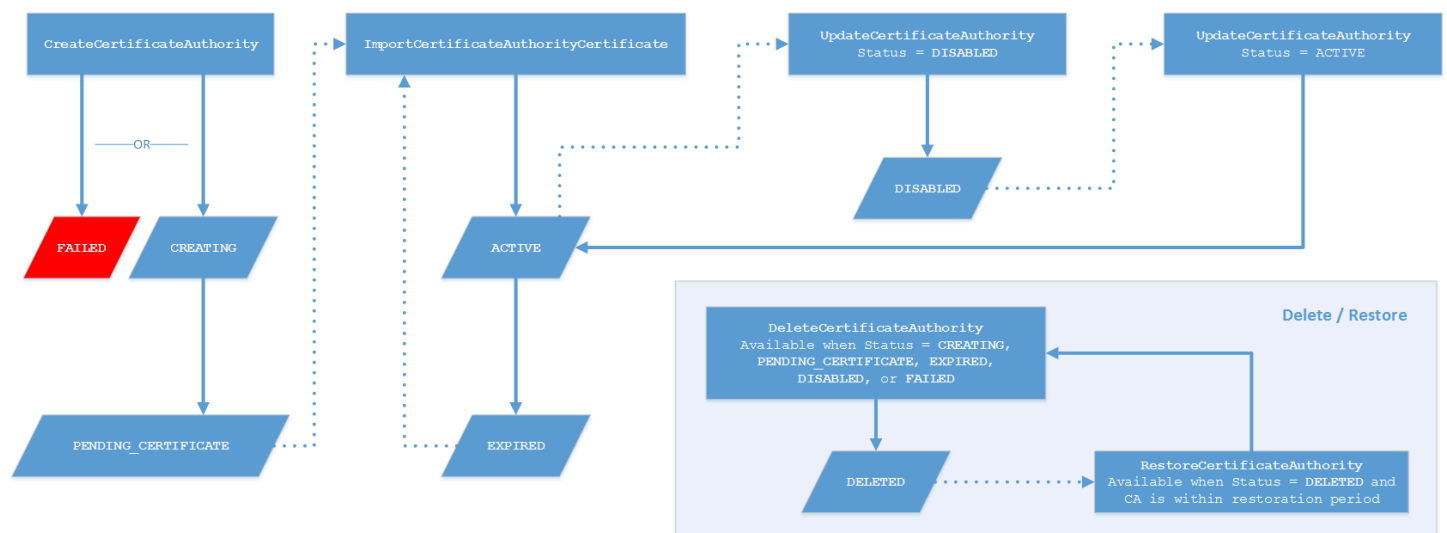 CreateCertificateAuthority
ImportCertificateAuthorityCertificate
UpdateCertificateAuthority
Status = DISABLED
UpdateCertificateAuthority
Status = ACTIVE
OR
DISABLED
FAILED
CREATING
ACTIVE
Delete / Restore
DeleteCertificateAuthority
Available when Status = CREATING,
PENDING_CERTIFICATE, EXPIRED,
DISABLED, or FAILED
PENDING_CERTIFICATE
EXPIRED
DELETED
RestoreCertificateAuthority
Available when Status = DELETED and
CA is within restoration period